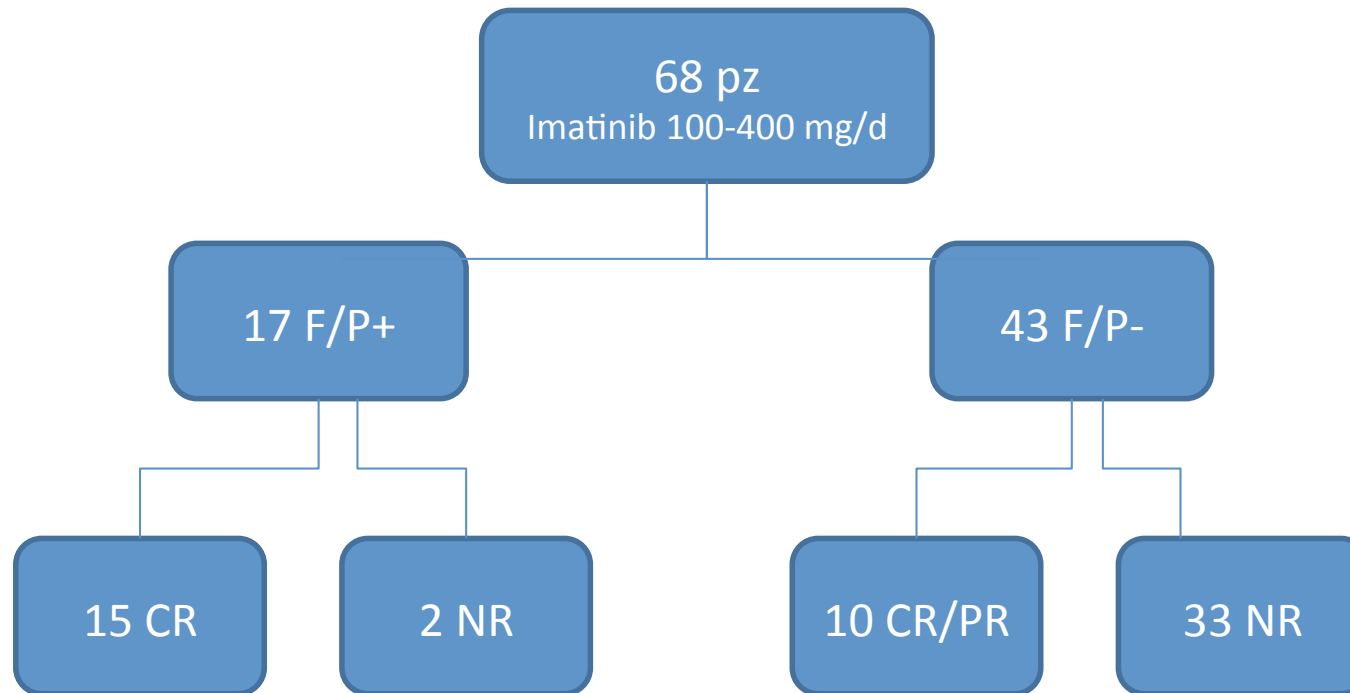 68 pz
Imatinib 100-400 mg/d
17 F/P+
43 F/P-
15 CR
2 NR
10 CR/PR
33 NR